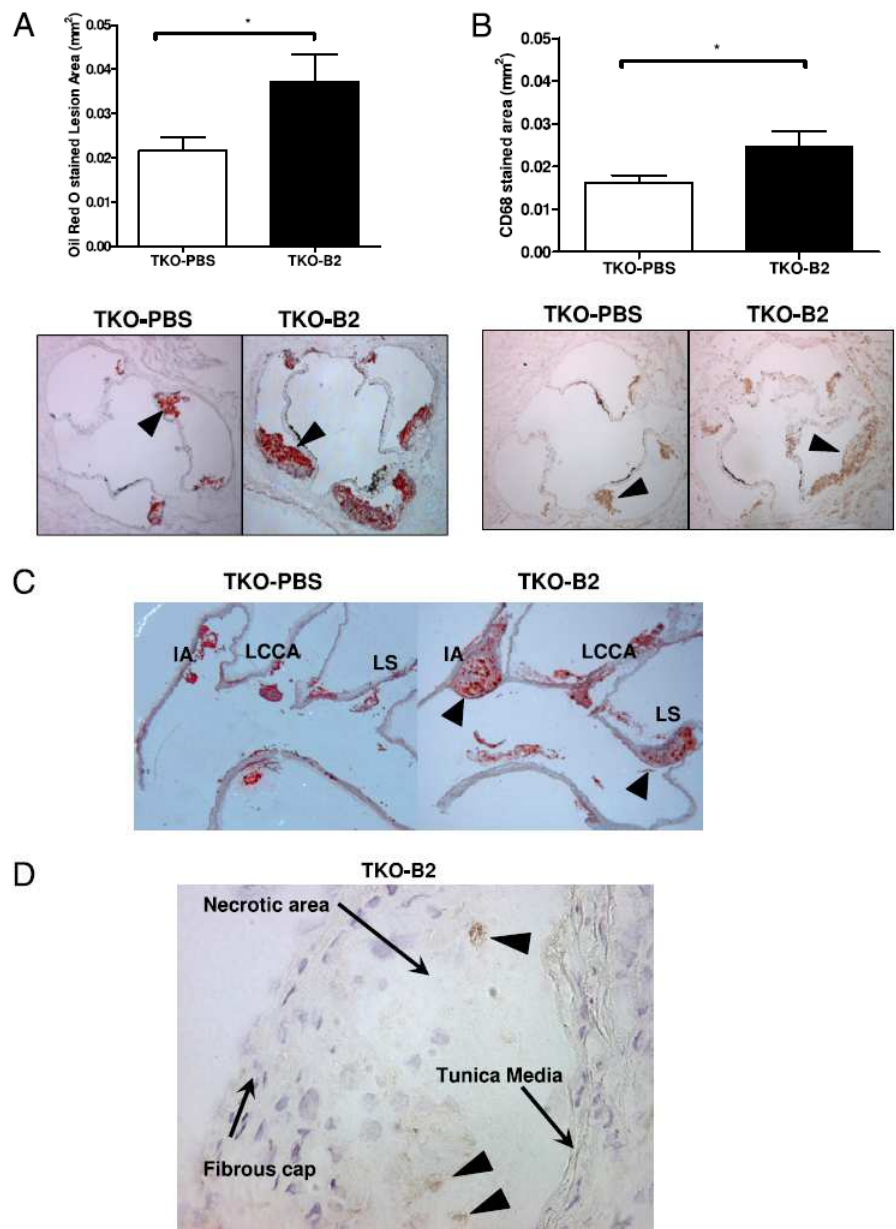 A
Oil Red O stained Lesion Area (mm²)
0.05
0.04
0.03
0.02
0.01
0.00
*
TKO-PBS TKO-B2
TKO-PBS TKO-B2
B
CD68 stained area (mm²)
0.05
0.04
0.03
0.02
0.01
0.00
*
TKO-PBS TKO-B2
TKO-PBS TKO-B2
C
TKO-PBS TKO-B2
IA LCCA LS
IA LCCA LS
D
TKO-B2
Necrotic area
Tunica Media
Fibrous cap